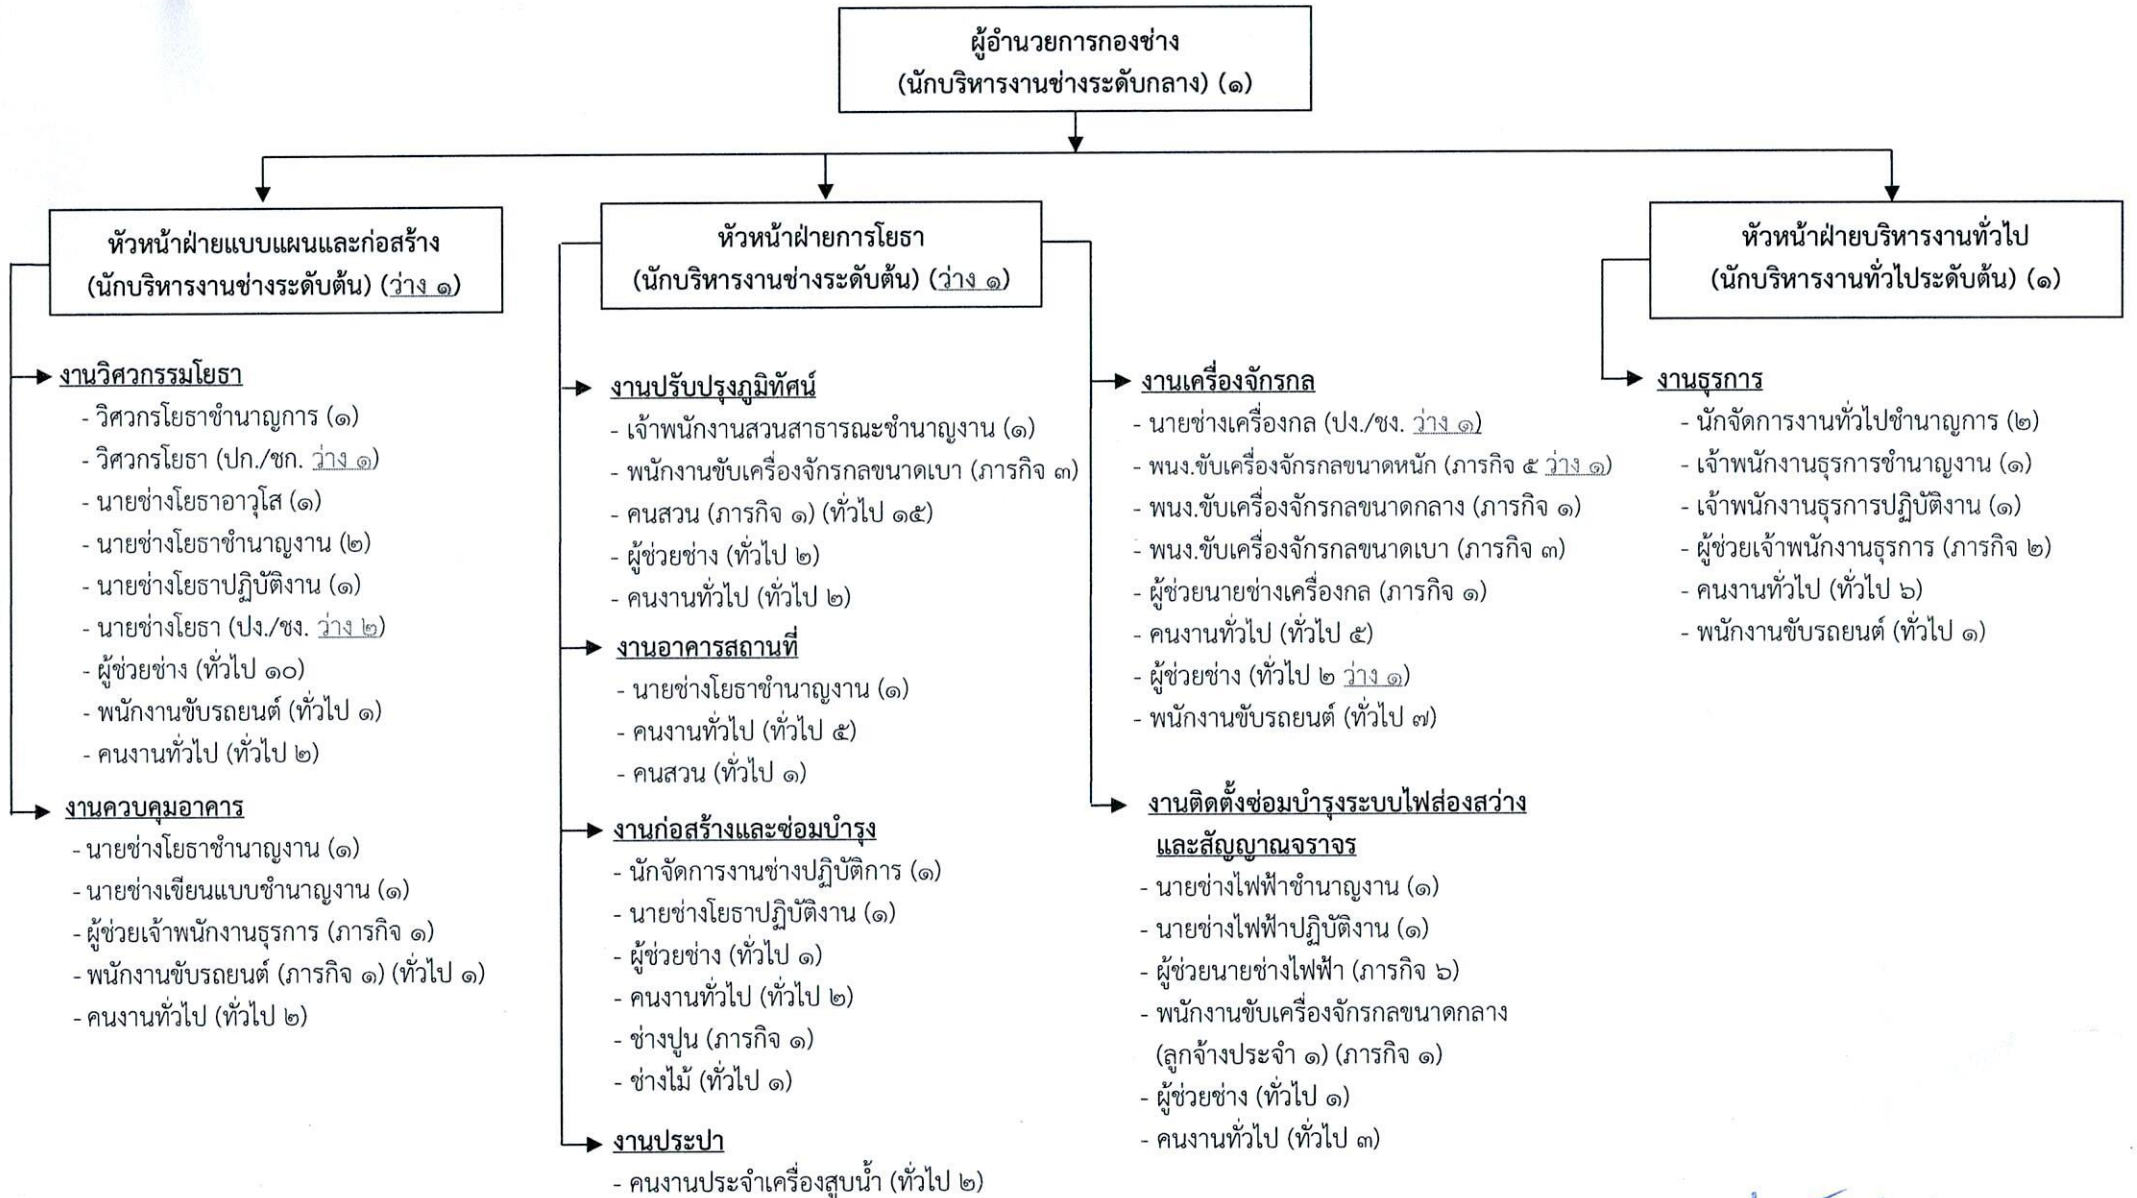 ผู้อำนวยการกองช่าง
(นักบริหารงานช่างระดับกลาง) (๑)
หัวหน้าฝ่ายแบบแผนและก่อสร้าง
(นักบริหารงานช่างระดับต้น) (ว่าง ๑)
งานวิศวกรรมโยธา
- วิศวกรโยธาชำนาญการ (๑)
- วิศวกรโยธา (ปก./ชก. ว่าง ๑)
- นายช่างโยธาอาวุโส (๑)
- นายช่างโยธาชำนาญงาน (๒)
- นายช่างโยธาปฏิบัติงาน (๑)
- นายช่างโยธา (ปง./ชง. ว่าง ๒)
- ผู้ช่วยช่าง (ทั่วไป ๑๐)
- พนักงานขับรถยนต์ (ทั่วไป ๑)
- คนงานทั่วไป (ทั่วไป ๒)
งานควบคุมอาคาร
- นายช่างโยธาชำนาญงาน (๑)
- นายช่างเขียนแบบชำนาญงาน (๑)
- ผู้ช่วยเจ้าพนักงานธุรการ (ภารกิจ ๑)
- พนักงานขับรถยนต์ (ภารกิจ ๑) (ทั่วไป ๑)
- คนงานทั่วไป (ทั่วไป ๒)
หัวหน้าฝ่ายการโยธา
(นักบริหารงานช่างระดับต้น) (ว่าง ๑)
งานปรับปรุงภูมิทัศน์
- เจ้าพนักงานสวนสาธารณะชำนาญงาน (๑)
- พนักงานขับเครื่องจักรกลขนาดเบา (ภารกิจ ๓)
- คนสวน (ภารกิจ ๑) (ทั่วไป ๑๕)
- ผู้ช่วยช่าง (ทั่วไป ๒)
- คนงานทั่วไป (ทั่วไป ๒)
งานอาคารสถานที่
- นายช่างโยธาชำนาญงาน (๑)
- คนงานทั่วไป (ทั่วไป ๕)
- คนสวน (ทั่วไป ๑)
งานก่อสร้างและซ่อมบำรุง
- นักจัดการงานช่างปฏิบัติการ (๑)
- นายช่างโยธาปฏิบัติงาน (๑)
- ผู้ช่วยช่าง (ทั่วไป ๑)
- คนงานทั่วไป (ทั่วไป ๒)
- ช่างปูน (ภารกิจ ๑)
- ช่างไม้ (ทั่วไป ๑)
งานประปา
- คนงานประจำเครื่องสูบน้ำ (ทั่วไป ๒)
งานเครื่องจักรกล
- นายช่างเครื่องกล (ปง./ชง. ว่าง ๑)
- พนง.ขับเครื่องจักรกลขนาดหนัก (ภารกิจ ๕ ว่าง ๑)
- พนง.ขับเครื่องจักรกลขนาดกลาง (ภารกิจ ๑)
- พนง.ขับเครื่องจักรกลขนาดเบา (ภารกิจ ๓)
- ผู้ช่วยนายช่างเครื่องกล (ภารกิจ ๑)
- คนงานทั่วไป (ทั่วไป ๕)
- ผู้ช่วยช่าง (ทั่วไป ๒ ว่าง ๑)
- พนักงานขับรถยนต์ (ทั่วไป ๗)
งานติดตั้งซ่อมบำรุงระบบไฟส่องสว่าง
และสัญญาณจราจร
- นายช่างไฟฟ้าชำนาญงาน (๑)
- นายช่างไฟฟ้าปฏิบัติงาน (๑)
- ผู้ช่วยนายช่างไฟฟ้า (ภารกิจ ๖)
- พนักงานขับเครื่องจักรกลขนาดกลาง
(ลูกจ้างประจำ ๑) (ภารกิจ ๑)
- ผู้ช่วยช่าง (ทั่วไป ๑)
- คนงานทั่วไป (ทั่วไป ๓)
หัวหน้าฝ่ายบริหารงานทั่วไป
(นักบริหารงานทั่วไประดับต้น) (๑)
งานธุรการ
- นักจัดการงานทั่วไปชำนาญการ (๒)
- เจ้าพนักงานธุรการชำนาญงาน (๑)
- เจ้าพนักงานธุรการปฏิบัติงาน (๑)
- ผู้ช่วยเจ้าพนักงานธุรการ (ภารกิจ ๒)
- คนงานทั่วไป (ทั่วไป ๖)
- พนักงานขับรถยนต์ (ทั่วไป ๑)